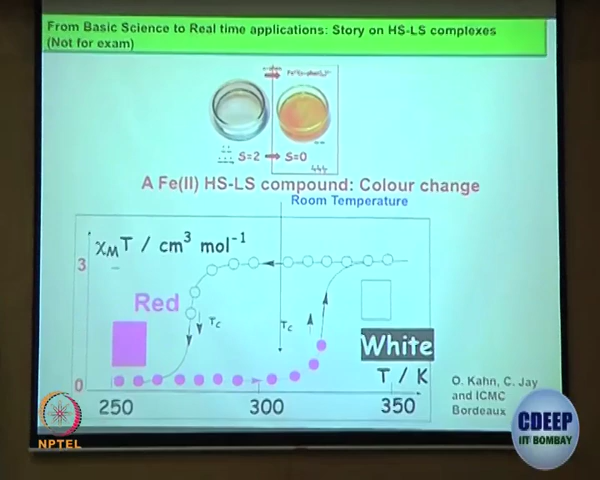 From Basic Science to Real time applications: Story on HS-LS complexes
(Not for exam)
S=2 S=0
A Fe(II) HS-LS compound: Colour change
Room Temperature
χMT / cm³ mol⁻¹
3
Red
Tc
Tc
White
0
T / K
250
300
350
O. Kahn, C. Jay
and ICMC
Bordeaux
NPTEL
CDEEP
IIT BOMBAY